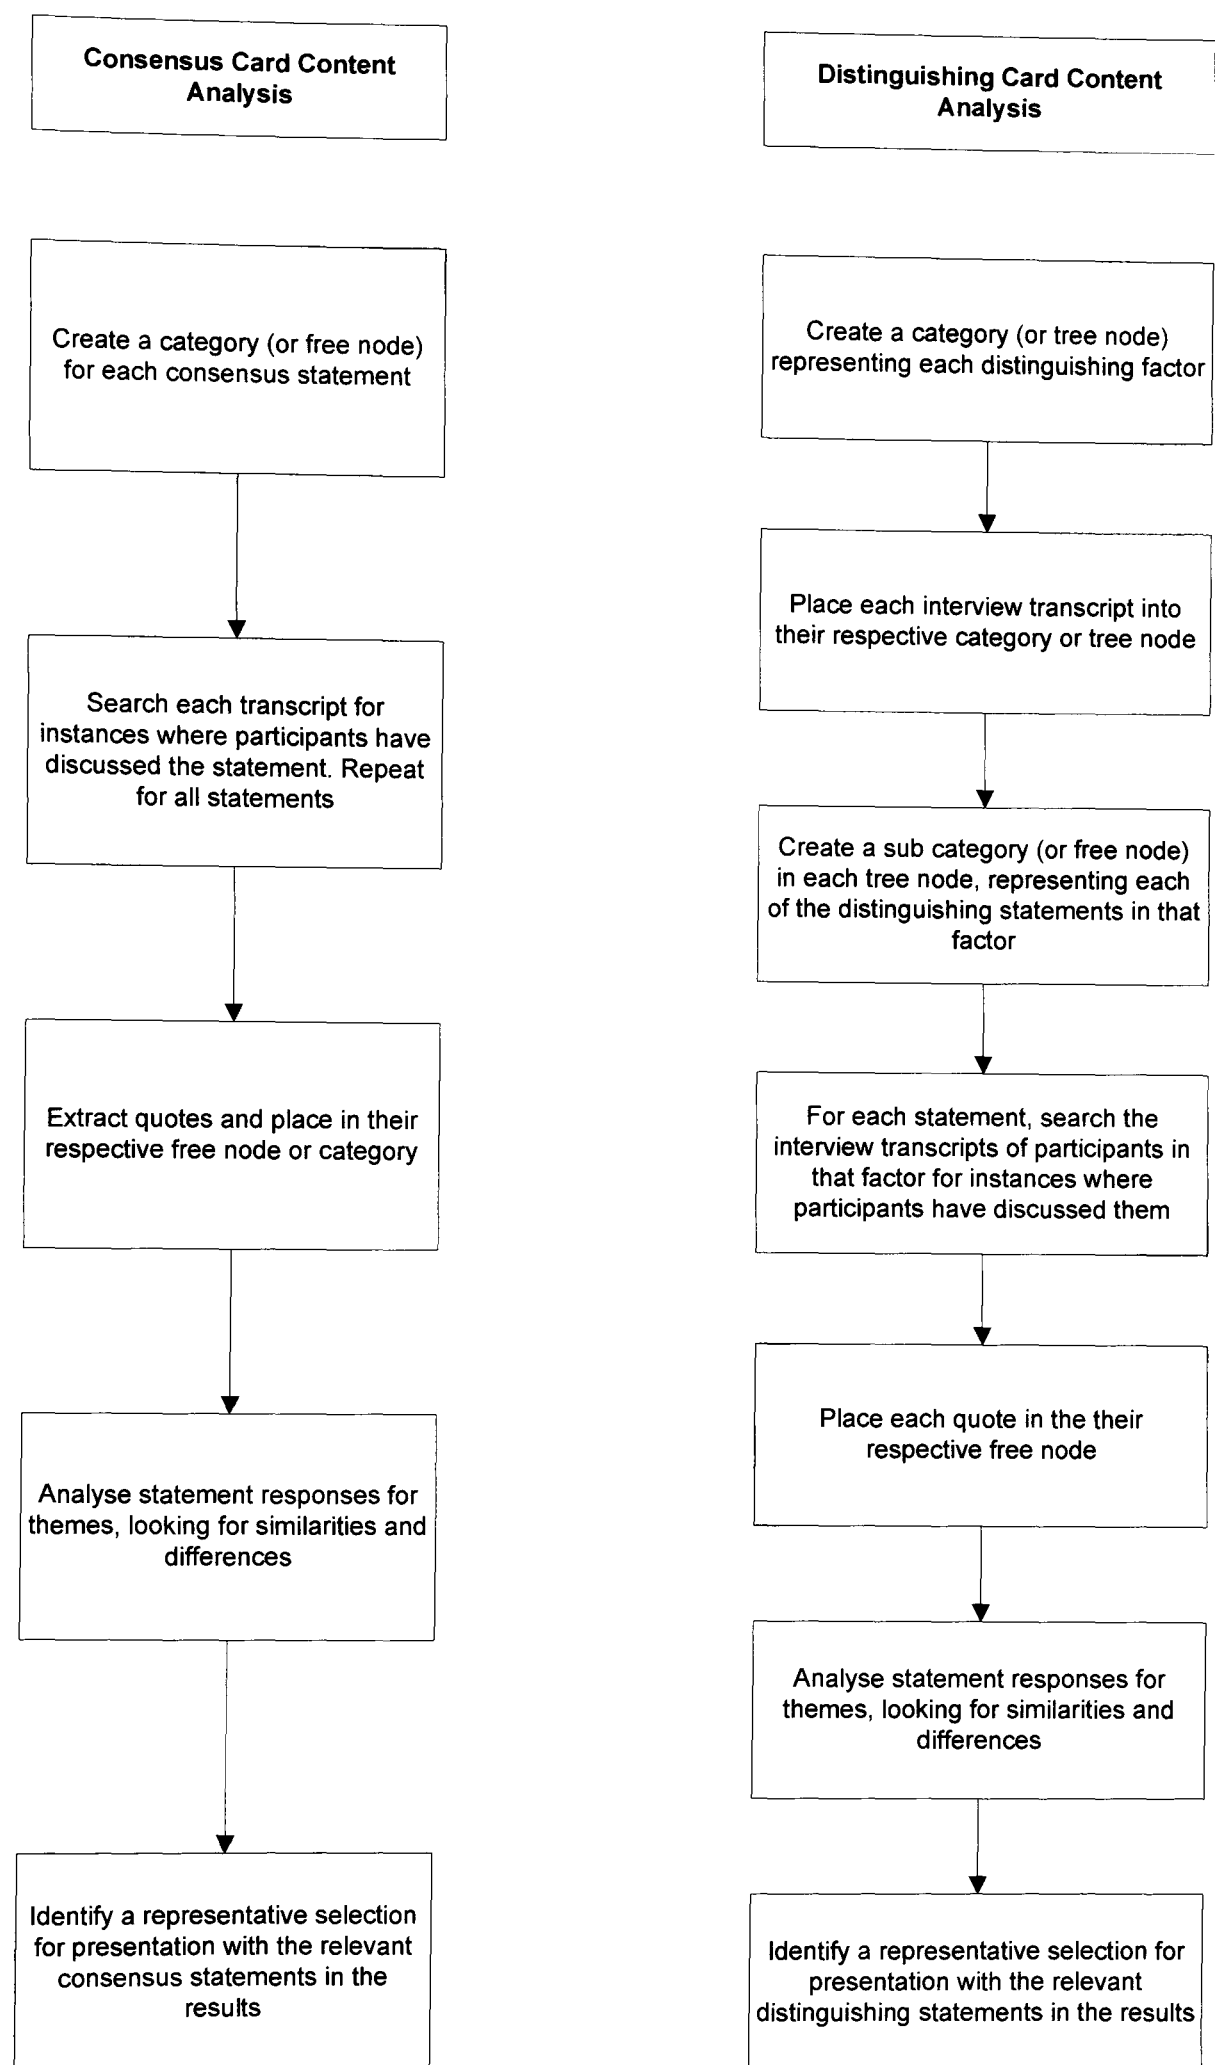 Consensus Card Content
Analysis
Create a category (or free node)
for each consensus statement
Search each transcript for
instances where participants have
discussed the statement. Repeat
for all statements
Extract quotes and place in their
respective free node or category
Analyse statement responses for
themes, looking for similarities and
differences
Identify a representative selection
for presentation with the relevant
consensus statements in the
results
Distinguishing Card Content
Analysis
Create a category (or tree node)
representing each distinguishing factor
Place each interview transcript into
their respective category or tree node
Create a sub category (or free node)
in each tree node, representing each
of the distinguishing statements in that
factor
For each statement, search the
interview transcripts of participants in
that factor for instances where
participants have discussed them
Place each quote in the their
respective free node
Analyse statement responses for
themes, looking for similarities and
differences
Identify a representative selection for
presentation with the relevant
distinguishing statements in the results